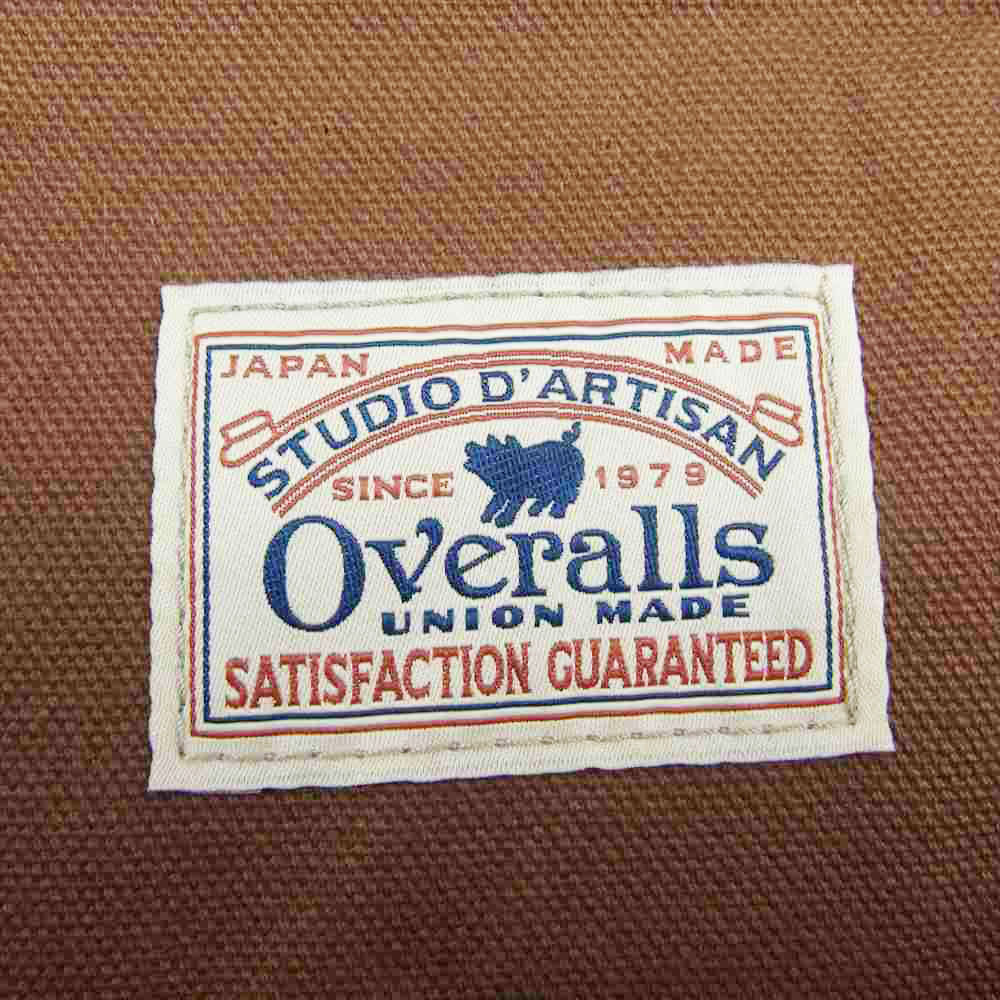 JAPAN MADE
STUDIO D'ARTISAN
SINCE 1979
Overalls
UNION MADE
SATISFACTION GUARANTEED